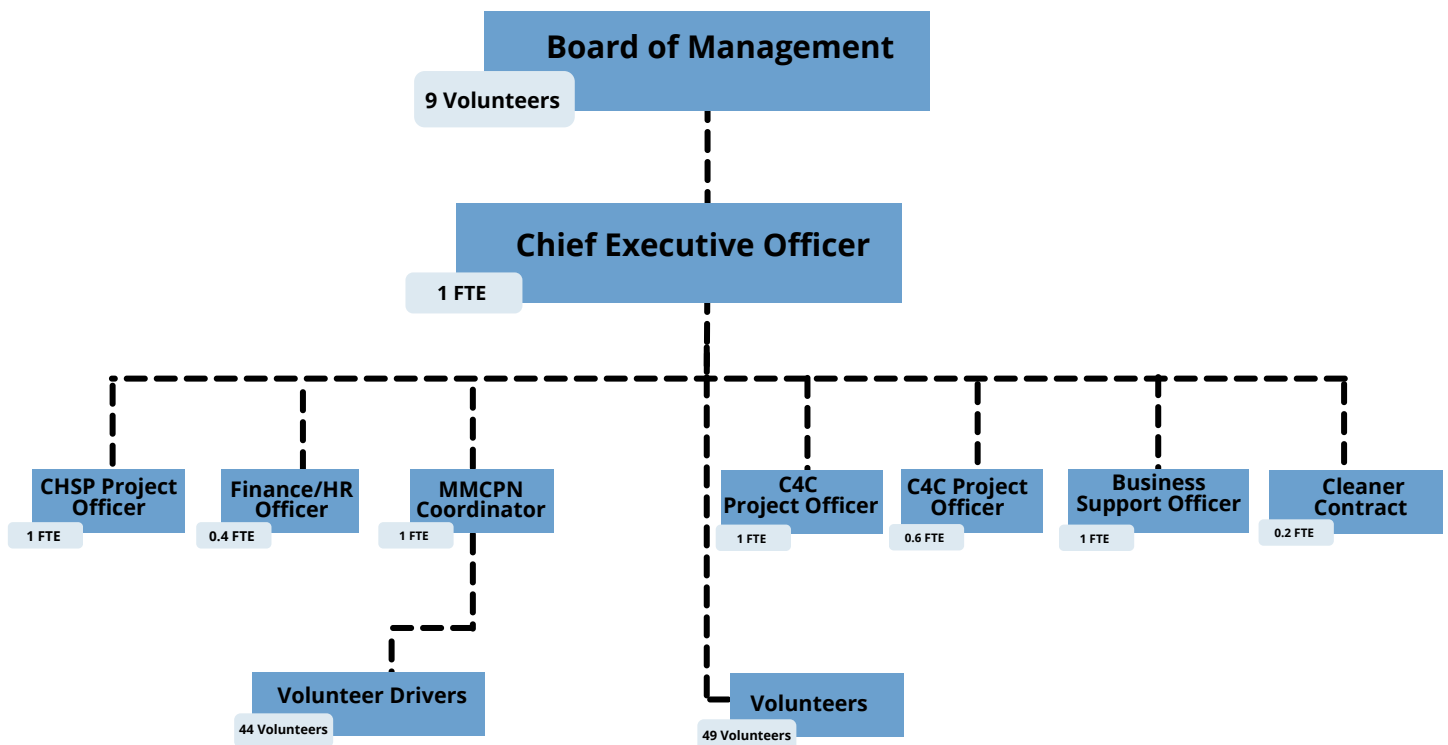 Board of Management
9 Volunteers
Chief Executive Officer
1 FTE
CHSP Project
Officer
1 FTE
Finance/HR
Officer
0.4 FTE
MMCPN
Coordinator
1 FTE
C4C
Project Officer
1 FTE
C4C Project
Officer
0.6 FTE
Business
Support Officer
1 FTE
Cleaner
Contract
0.2 FTE
Volunteer Drivers
44 Volunteers
Volunteers
49 Volunteers